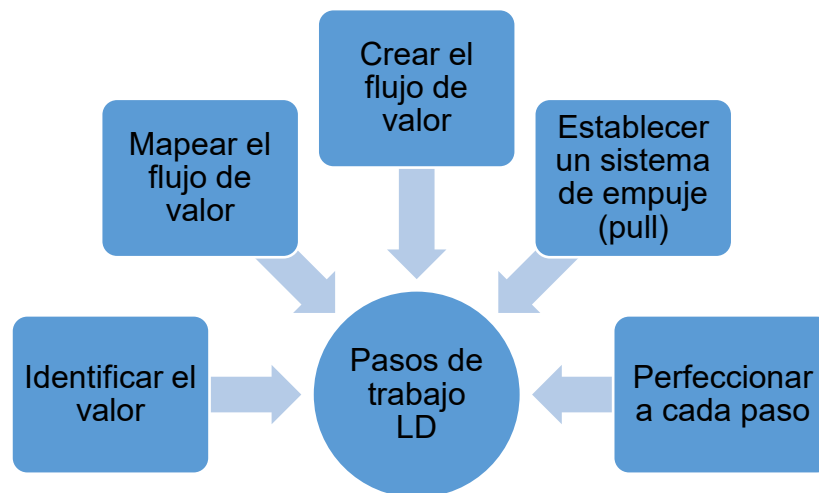 Identificar el
valor
Mapear el
flujo de
valor
Crear el
flujo de
valor
Establecer
un sistema
de empuje
(pull)
Perfeccionar
a cada paso
Pasos de
trabajo
LD